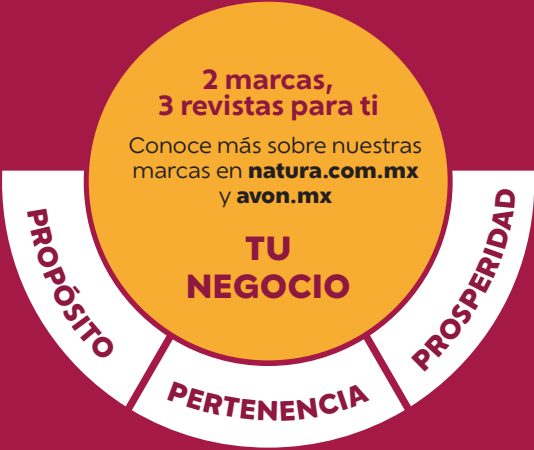 2 marcas,
3 revistas para ti
Conoce más sobre nuestras
marcas en natura.com.mx
y avon.mx
TU
NEGOCIO
PROPÓSITO
PERTENENCIA
PROSPERIDAD